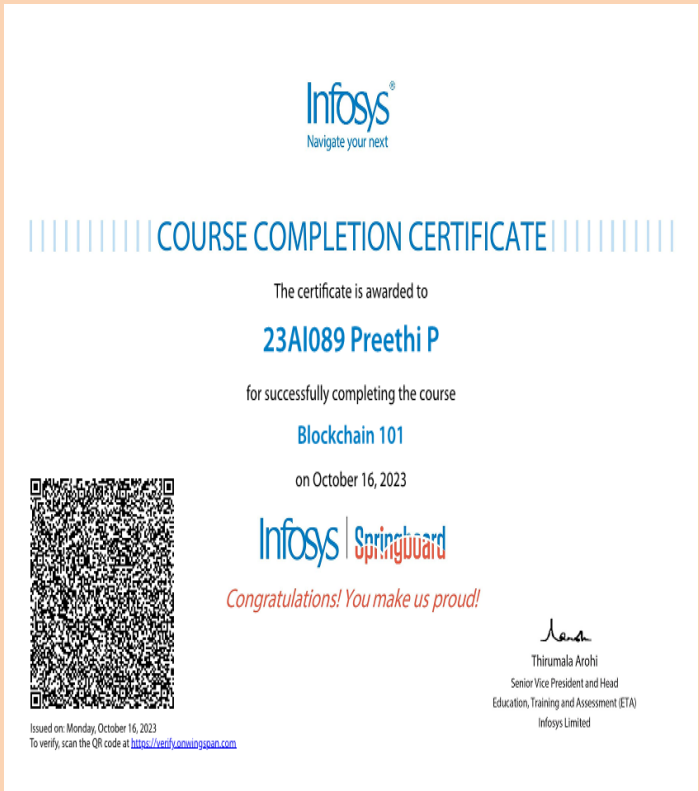 Infosys®
Navigate your next
COURSE COMPLETION CERTIFICATE
The certificate is awarded to
23AI089 Preethi P
for successfully completing the course
Blockchain 101
on October 16, 2023
Infosys | Springboard
Congratulations! You make us proud!
Thirumala Arohi
Senior Vice President and Head
Education, Training and Assessment (ETA)
Infosys Limited
Issued on: Monday, October 16, 2023
To verify, scan the QR code at https://verify.onwingspan.com